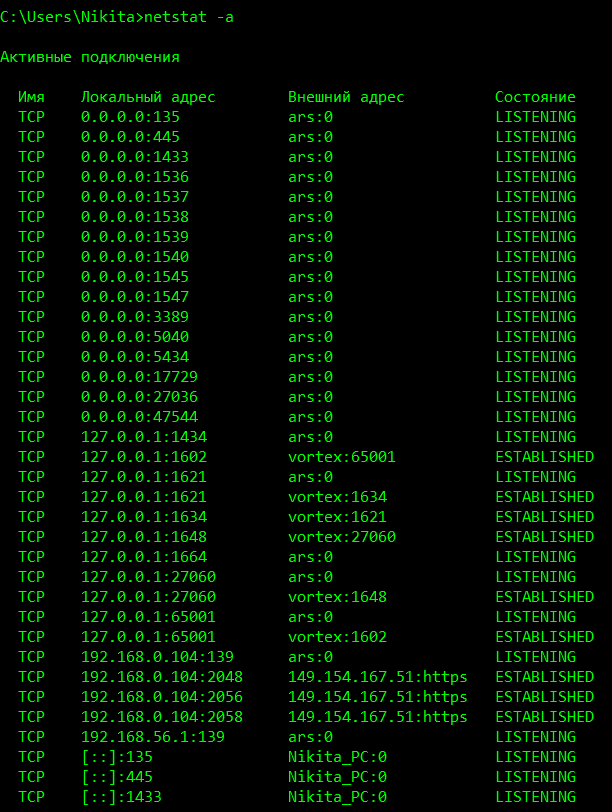 C:\Users\Nikita>netstat -a
Активные подключения
Имя Локальный адрес Внешний адрес Состояние
TCP 0.0.0.0:135 ars:0 LISTENING
TCP 0.0.0.0:445 ars:0 LISTENING
TCP 0.0.0.0:1433 ars:0 LISTENING
TCP 0.0.0.0:1536 ars:0 LISTENING
TCP 0.0.0.0:1537 ars:0 LISTENING
TCP 0.0.0.0:1538 ars:0 LISTENING
TCP 0.0.0.0:1539 ars:0 LISTENING
TCP 0.0.0.0:1540 ars:0 LISTENING
TCP 0.0.0.0:1545 ars:0 LISTENING
TCP 0.0.0.0:1547 ars:0 LISTENING
TCP 0.0.0.0:3389 ars:0 LISTENING
TCP 0.0.0.0:5040 ars:0 LISTENING
TCP 0.0.0.0:5434 ars:0 LISTENING
TCP 0.0.0.0:17729 ars:0 LISTENING
TCP 0.0.0.0:27036 ars:0 LISTENING
TCP 0.0.0.0:47544 ars:0 LISTENING
TCP 127.0.0.1:1434 ars:0 LISTENING
TCP 127.0.0.1:1602 vortex:65001 ESTABLISHED
TCP 127.0.0.1:1621 ars:0 LISTENING
TCP 127.0.0.1:1621 vortex:1634 ESTABLISHED
TCP 127.0.0.1:1634 vortex:1621 ESTABLISHED
TCP 127.0.0.1:1648 vortex:27060 ESTABLISHED
TCP 127.0.0.1:1664 ars:0 LISTENING
TCP 127.0.0.1:27060 ars:0 LISTENING
TCP 127.0.0.1:27060 vortex:1648 ESTABLISHED
TCP 127.0.0.1:65001 ars:0 LISTENING
TCP 127.0.0.1:65001 vortex:1602 ESTABLISHED
TCP 192.168.0.104:139 ars:0 LISTENING
TCP 192.168.0.104:2048 149.154.167.51:https ESTABLISHED
TCP 192.168.0.104:2056 149.154.167.51:https ESTABLISHED
TCP 192.168.0.104:2058 149.154.167.51:https ESTABLISHED
TCP 192.168.56.1:139 ars:0 LISTENING
TCP [::]:135 Nikita_PC:0 LISTENING
TCP [::]:445 Nikita_PC:0 LISTENING
TCP [::]:1433 Nikita_PC:0 LISTENING